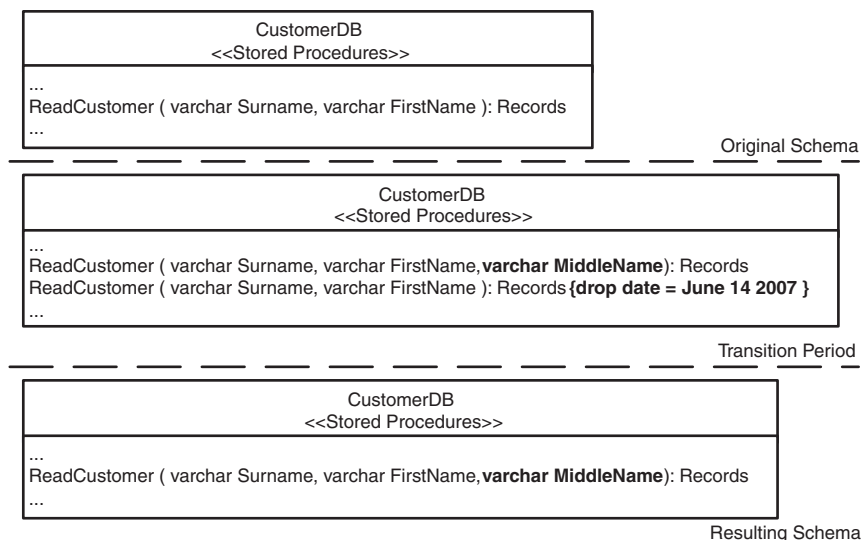 CustomerDB
<<Stored Procedures>>
...
ReadCustomer ( varchar Surname, varchar FirstName ): Records
...
Original Schema
CustomerDB
<<Stored Procedures>>
...
ReadCustomer ( varchar Surname, varchar FirstName,varchar MiddleName): Records
ReadCustomer ( varchar Surname, varchar FirstName ): Records {drop date = June 14 2007 }
...
Transition Period
CustomerDB
<<Stored Procedures>>
...
ReadCustomer ( varchar Surname, varchar FirstName,varchar MiddleName): Records
...
Resulting Schema